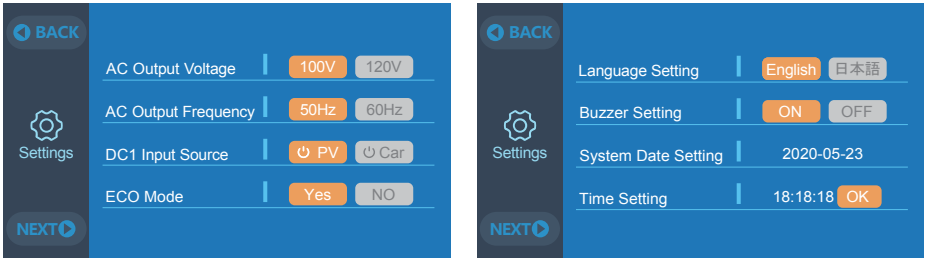 BACK
AC Output Voltage 100V 120V
AC Output Frequency 50Hz 60Hz
Settings
DC1 Input Source PV Car
ECO Mode Yes NO
NEXT
BACK
Language Setting English 日本語
Buzzer Setting ON OFF
Settings
System Date Setting 2020-05-23
Time Setting 18:18:18 OK
NEXT